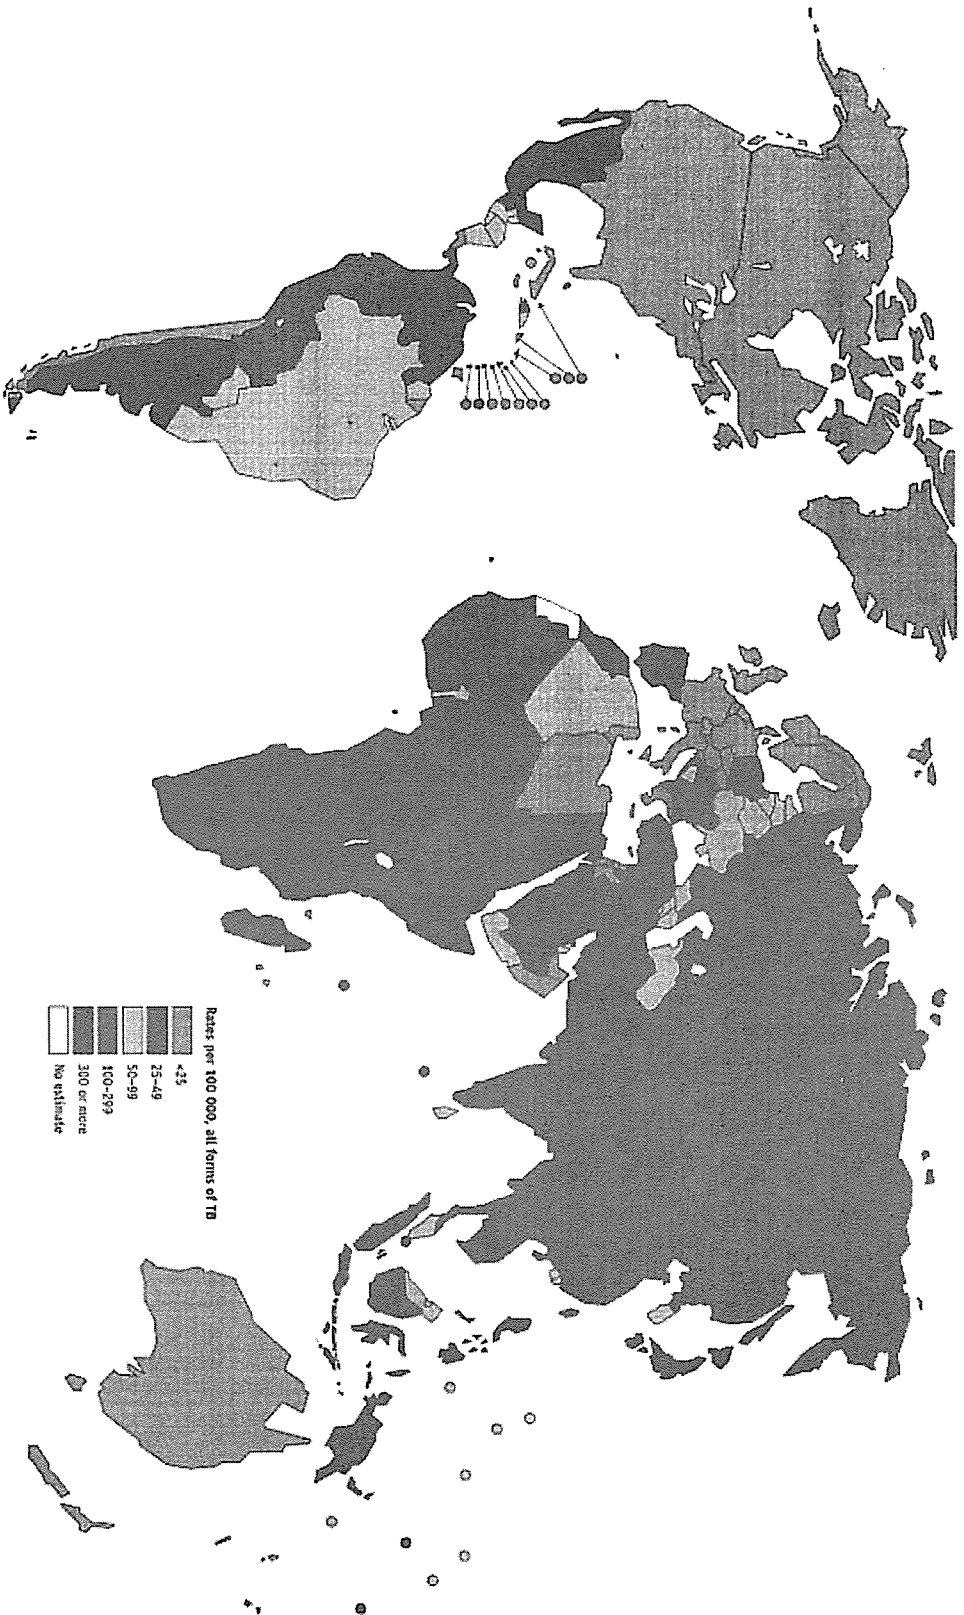 Rates per 100 000, all forms of TB
<25
25-49
50-99
100-299
300 or more
No estimate